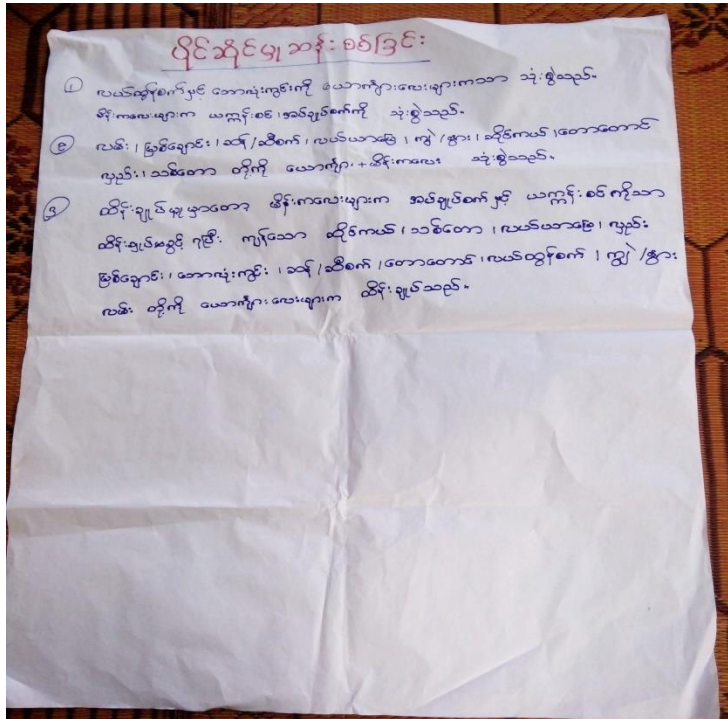 ပိုင်ဆိုင်မှု ဆန်းစစ်ခြင်း
① လယ်ထွန်စက်နှင့် ဘောလုံးကွင်းကို ယောကျ်ားလေးများကသာ သုံးစွဲသည်။
မိန်းကလေးများက ယက္ကန်းစင်၊ အပ်ချုပ်စက်ကို သုံးစွဲသည်။
② လမ်း၊ မြစ်ချောင်း၊ ဆန်/ဆီစက်၊ လယ်ယာမြေ၊ ကျွဲ/နွား၊ ဆိုင်ကယ်၊ တောတောင်
လှည်း၊ သစ်တော တို့ကို ယောကျ်ား+မိန်းကလေး သုံးစွဲသည်။
③ ထိန်းချုပ်မှုမှာတော့ မိန်းကလေးများက အပ်ချုပ်စက်နှင့် ယက္ကန်းစင်ကိုသာ
ထိန်းချုပ်ခွင့် ရပြီး ကျန်သော ဆိုင်ကယ်၊ သစ်တော၊ လယ်ယာမြေ၊ လှည်း
မြစ်ချောင်း၊ ဘောလုံးကွင်း၊ ဆန်/ဆီစက်၊ တောတောင်၊ လယ်ထွန်စက်၊ ကျွဲ/နွား
လမ်း တို့ကို ယောကျ်ားလေးများက ထိန်းချုပ်သည်။